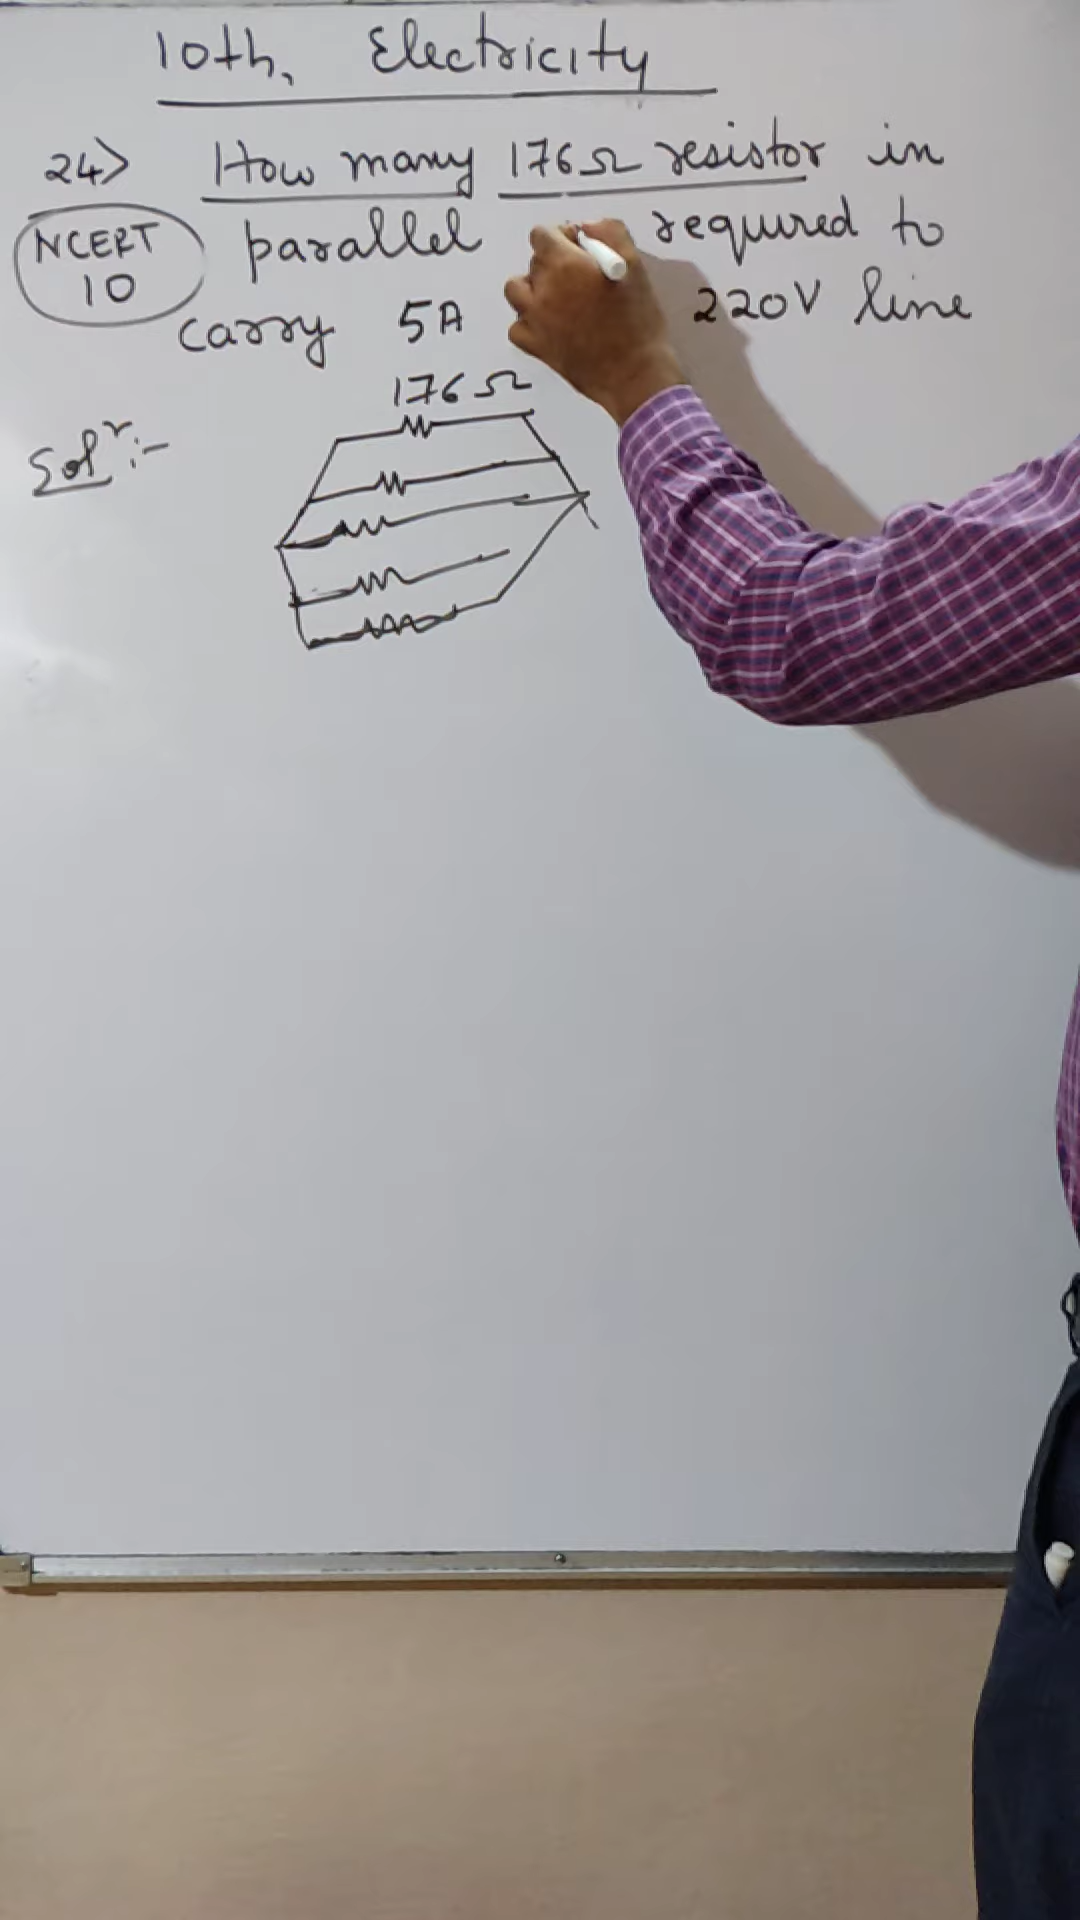 10th, Electricity
24> How many 176Ω resistor in
NCERT 10
parallel required to
carry 5A 220V line
176Ω
Solⁿ:-